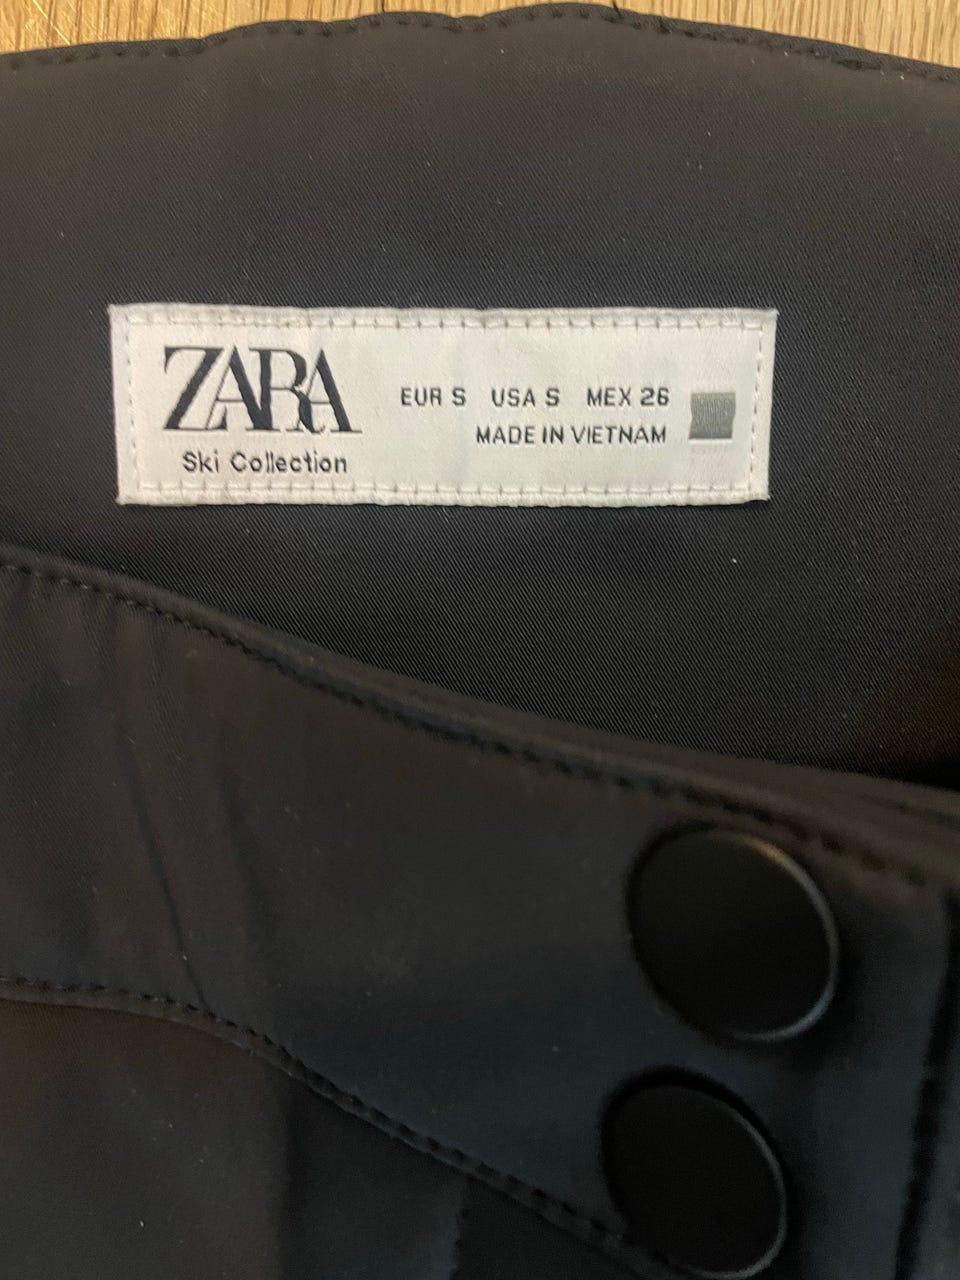 ZARA
Ski Collection
EUR S USA S MEX 26
MADE IN VIETNAM